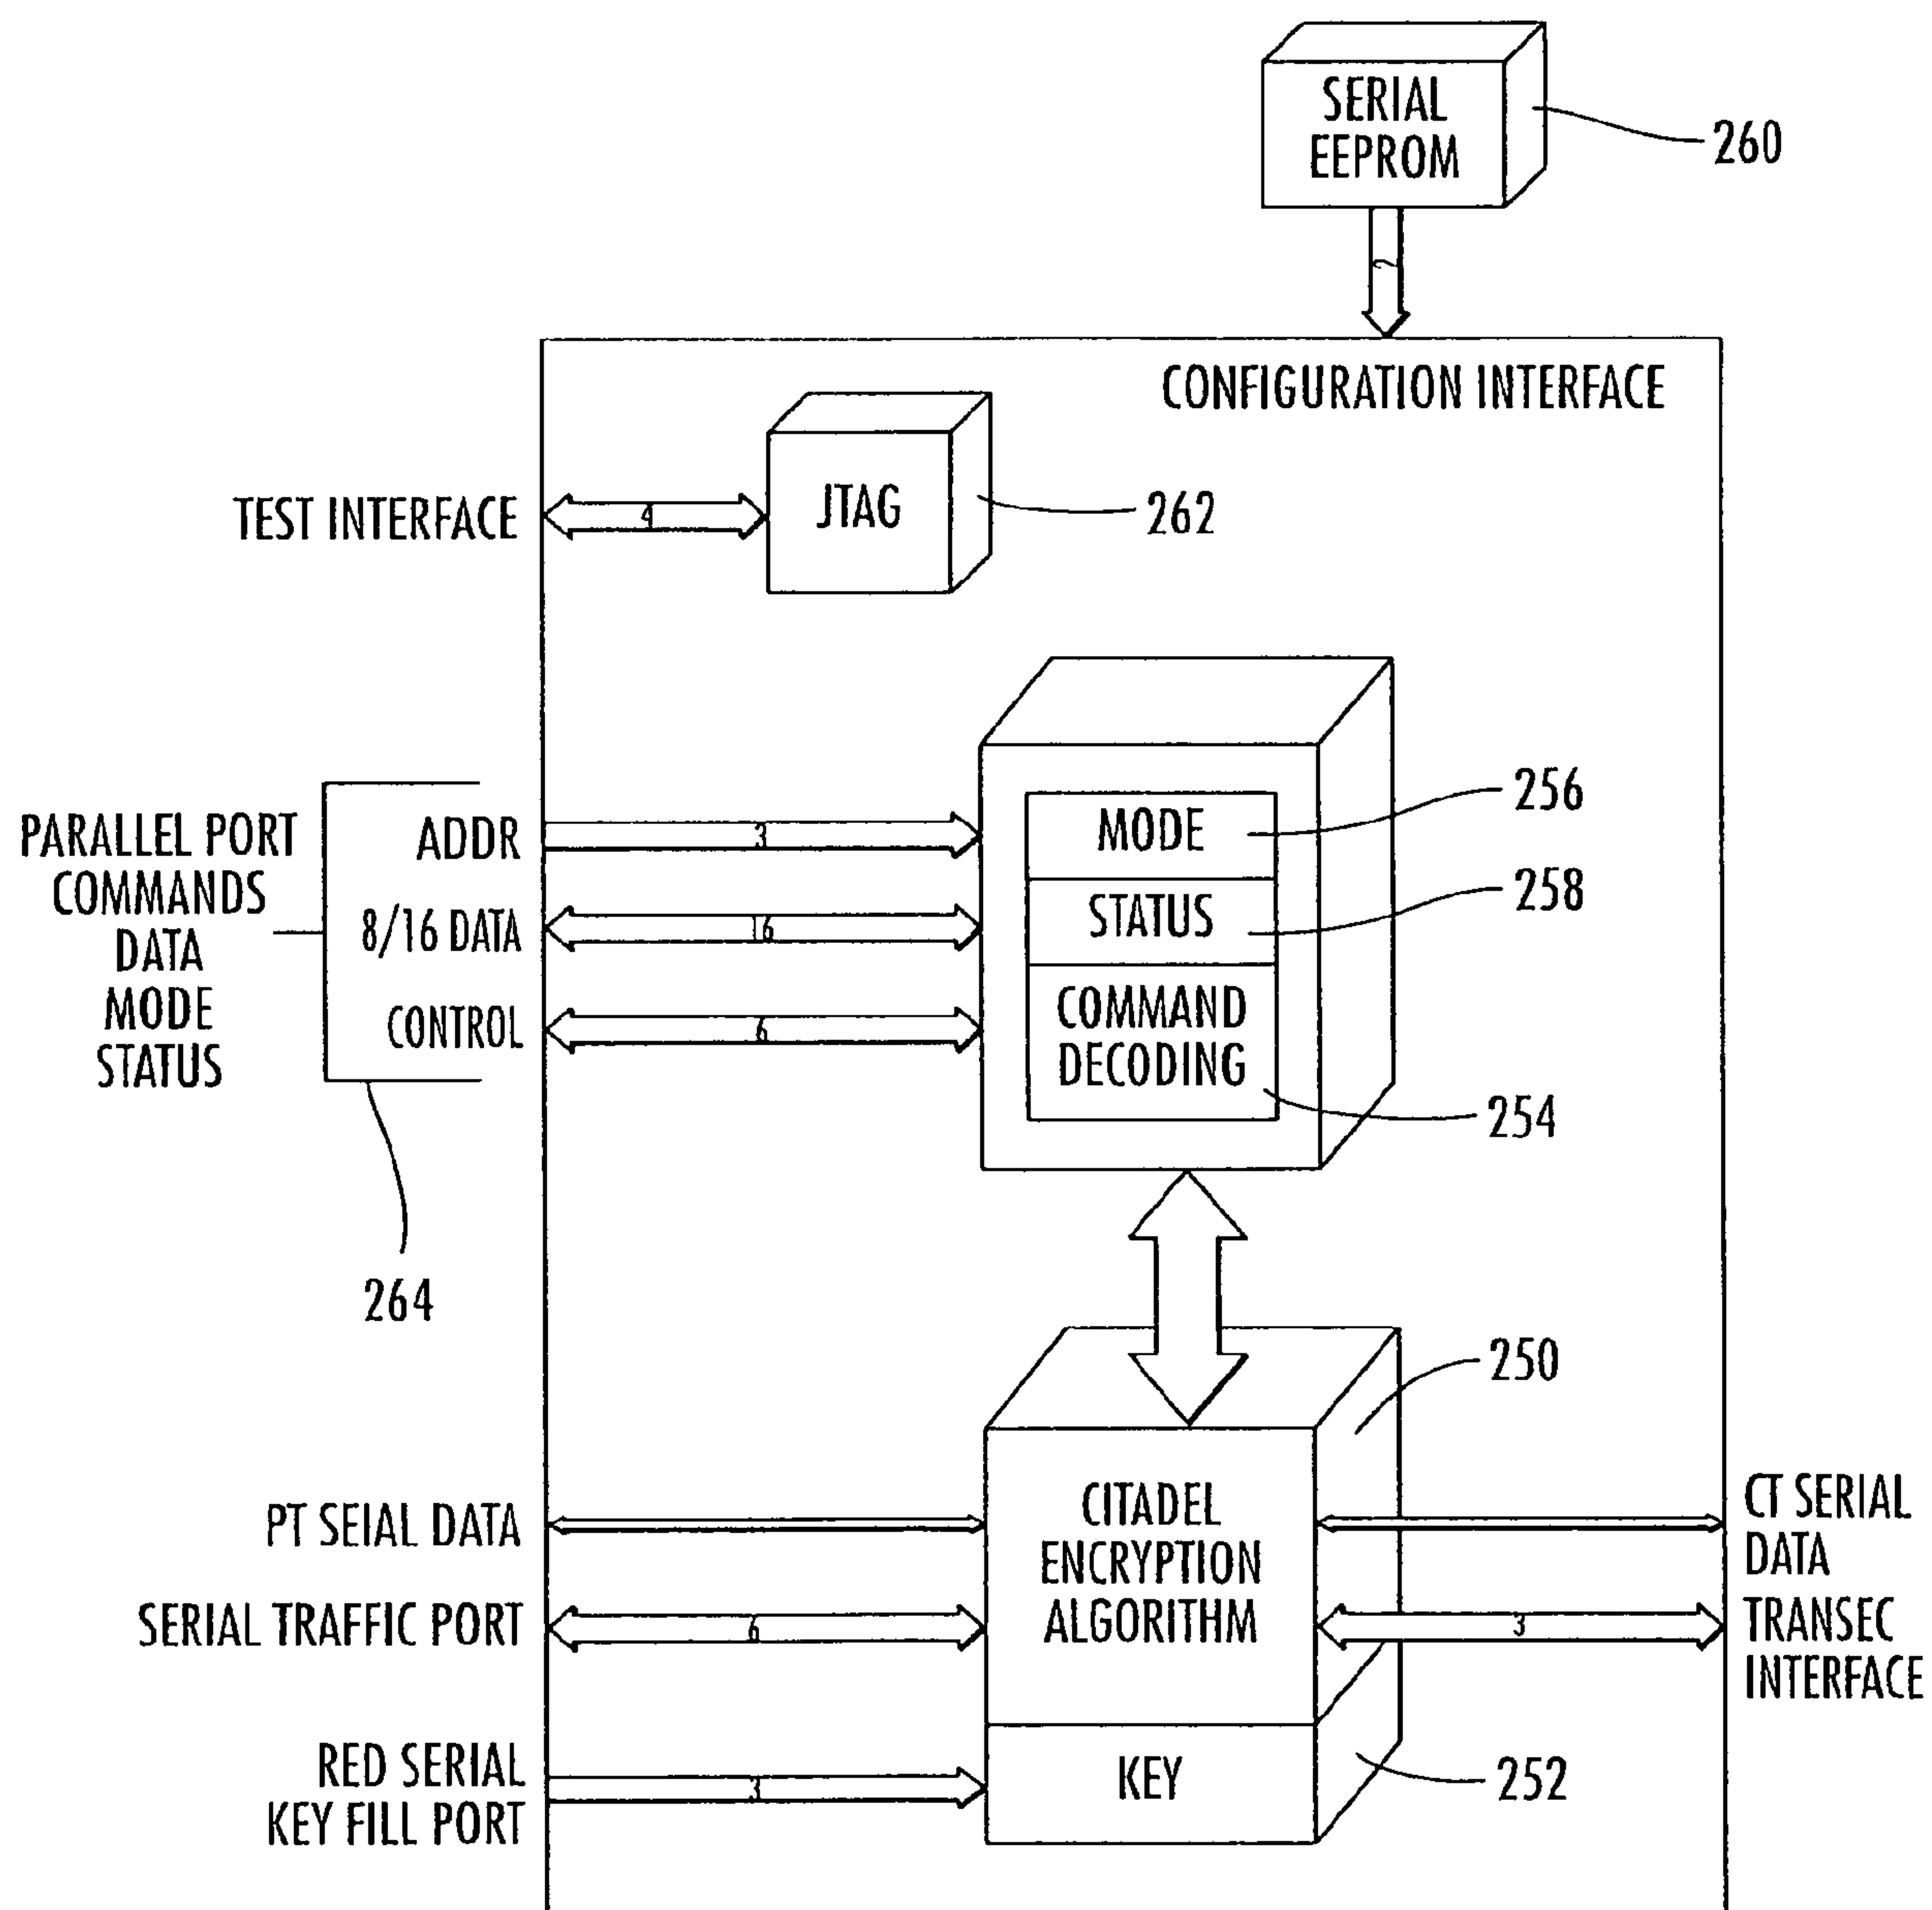 SERIAL
EEPROM
260
CONFIGURATION INTERFACE
TEST INTERFACE
4
JTAG
262
PARALLEL PORT
COMMANDS
DATA
MODE
STATUS
ADDR
3
8/16 DATA
16
CONTROL
6
264
MODE
256
STATUS
258
COMMAND
DECODING
254
250
PT SEIAL DATA
CITADEL
ENCRYPTION
ALGORITHM
CT SERIAL
DATA
SERIAL TRAFFIC PORT
6
3
TRANSEC
INTERFACE
RED SERIAL
KEY FILL PORT
3
KEY
252